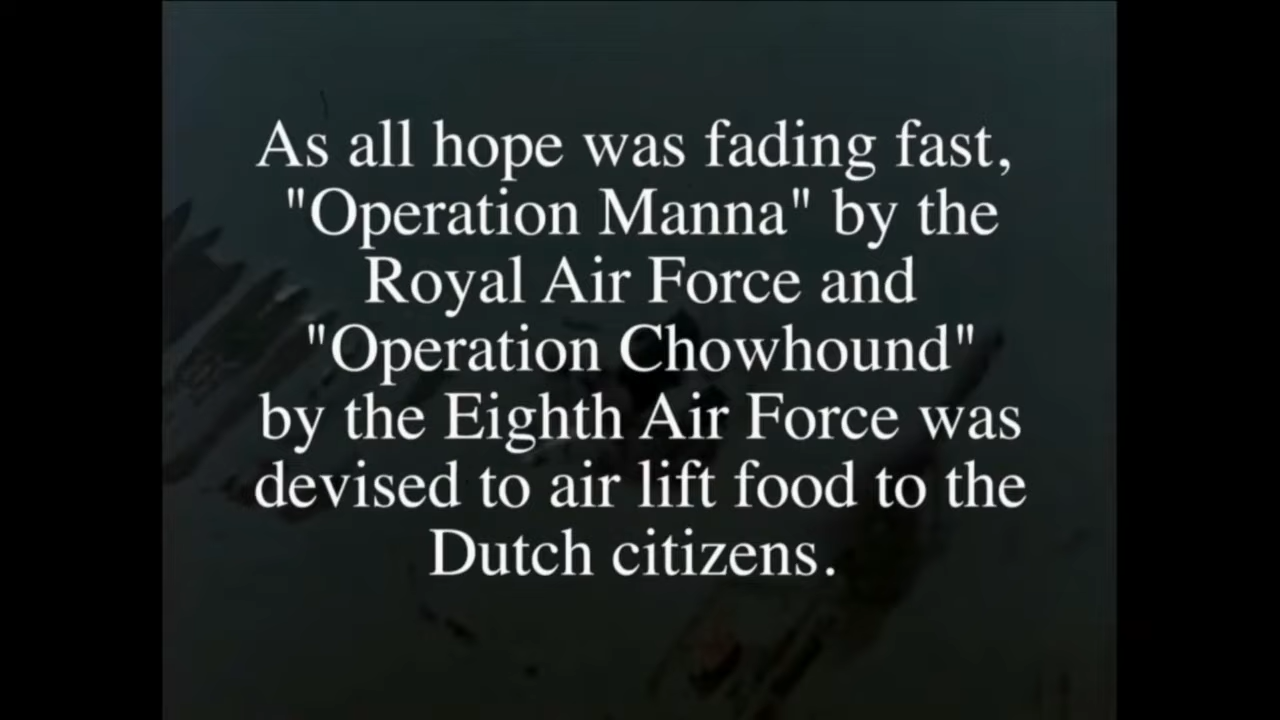 As all hope was fading fast,
"Operation Manna" by the
Royal Air Force and
"Operation Chowhound"
by the Eighth Air Force was
devised to air lift food to the
Dutch citizens.